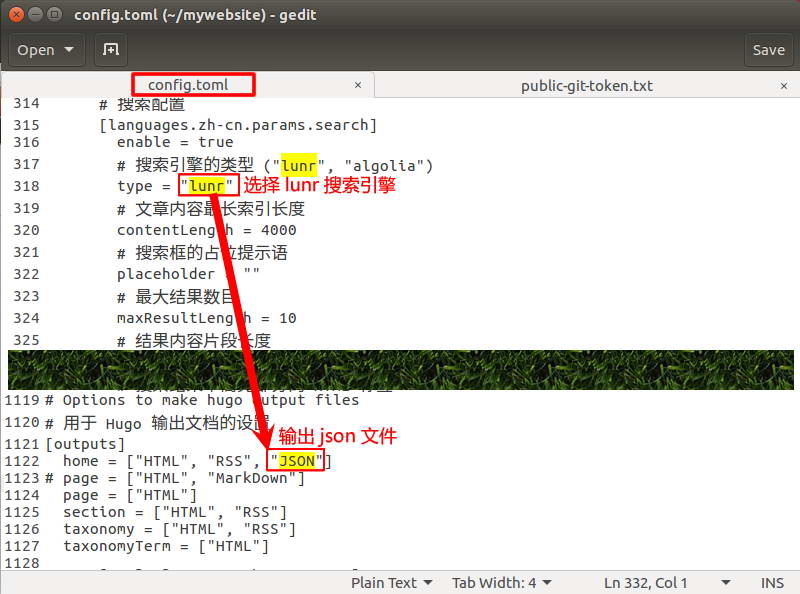 config.toml (~/mywebsite) - gedit
Open
Save
config.toml ×
public-git-token.txt ×
314 # 搜索配置
315 [languages.zh-cn.params.search]
316 enable = true
317 # 搜索引擎的类型 ("lunr", "algolia")
318 type = "lunr" 选择 lunr 搜索引擎
319 # 文章内容最长索引长度
320 contentLength = 4000
321 # 搜索框的占位提示语
322 placeholder = ""
323 # 最大结果数目
324 maxResultLength = 10
325 # 结果内容片段长度
1119 # Options to make hugo output files
1120 # 用于 Hugo 输出文档的设置
输出 json 文件
1121 [outputs]
1122 home = ["HTML", "RSS", "JSON"]
1123 # page = ["HTML", "MarkDown"]
1124 page = ["HTML"]
1125 section = ["HTML", "RSS"]
1126 taxonomy = ["HTML", "RSS"]
1127 taxonomyTerm = ["HTML"]
1128
Plain Text Tab Width: 4 Ln 332, Col 1 INS